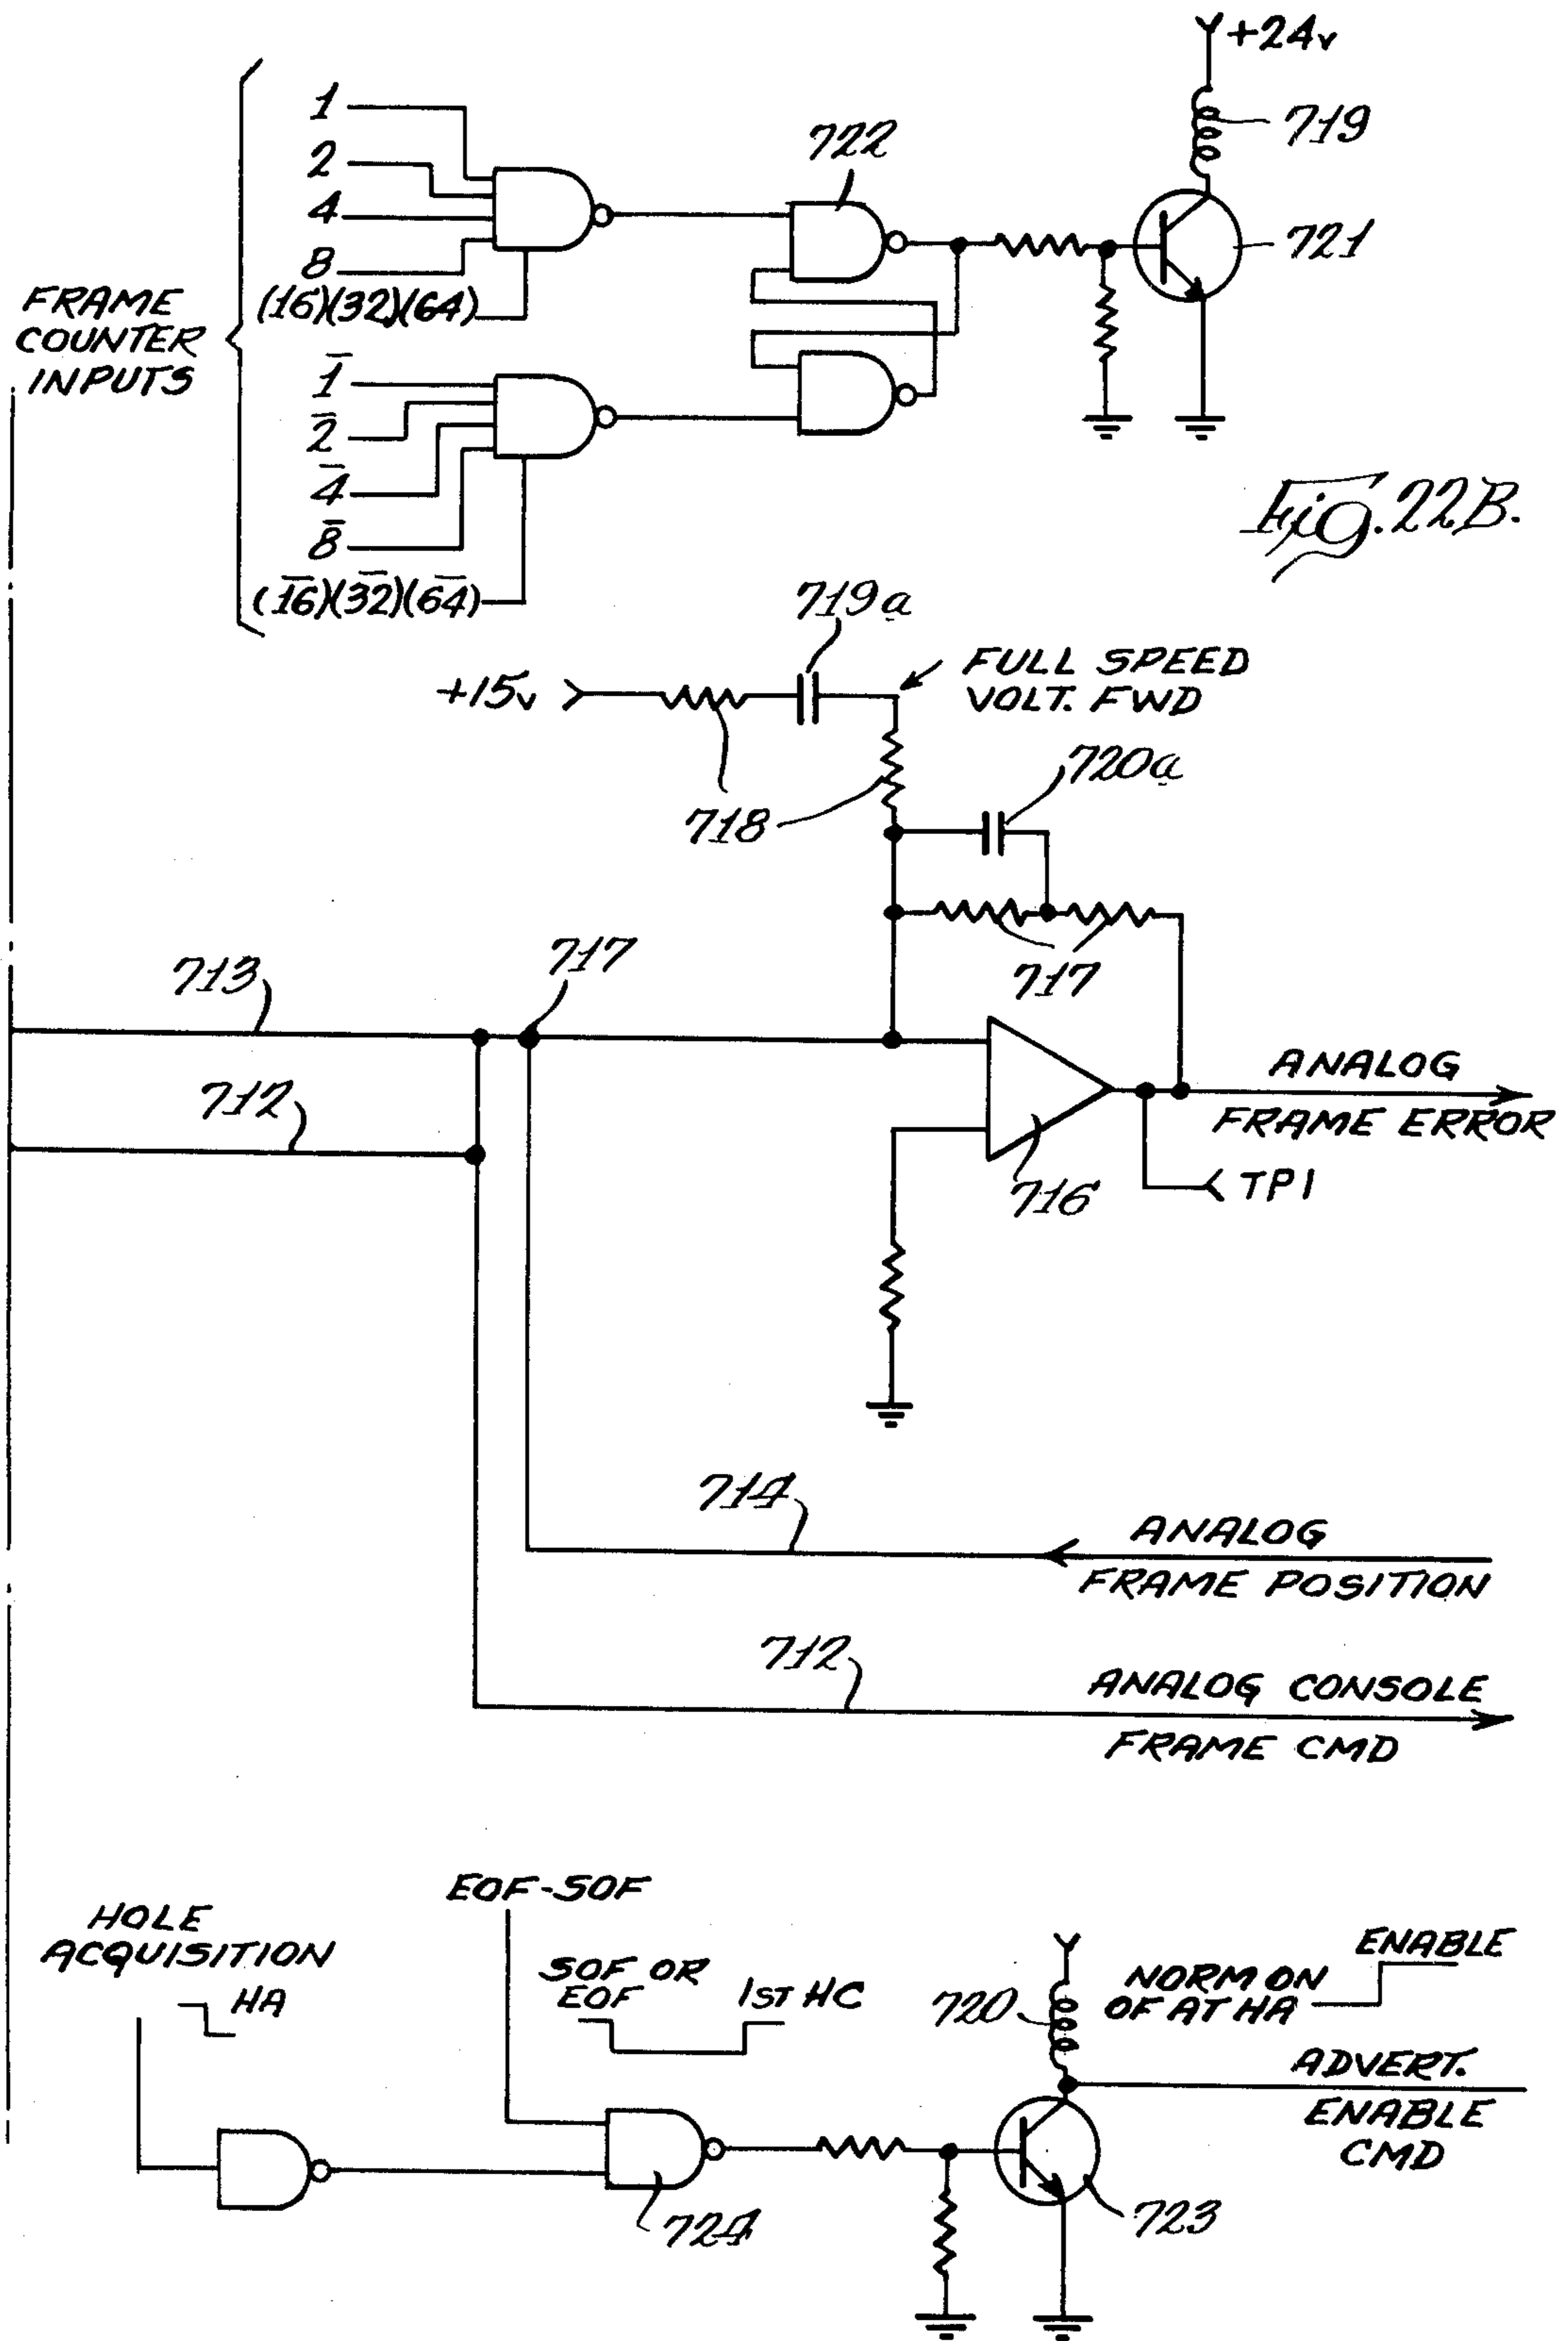 +24v
1
719
722
2
4
721
8
(16)(32)(64)
FRAME
COUNTER
INPUTS
1̅
2̅
4̅
Fig. 22B.
8̅
(1̅6̅)(3̅2̅)(6̅4̅)
719a
+15v
FULL SPEED
VOLT. FWD
720a
718
717
713
717
ANALOG
FRAME ERROR
712
716
TP1
714
ANALOG
FRAME POSITION
712
ANALOG CONSOLE
FRAME CMD
EOF-SOF
HOLE
ACQUISITION
HA
SOF OR
EOF
1ST HC
720
ENABLE
NORM ON
OF AT HA
ADVERT.
ENABLE
CMD
724
723